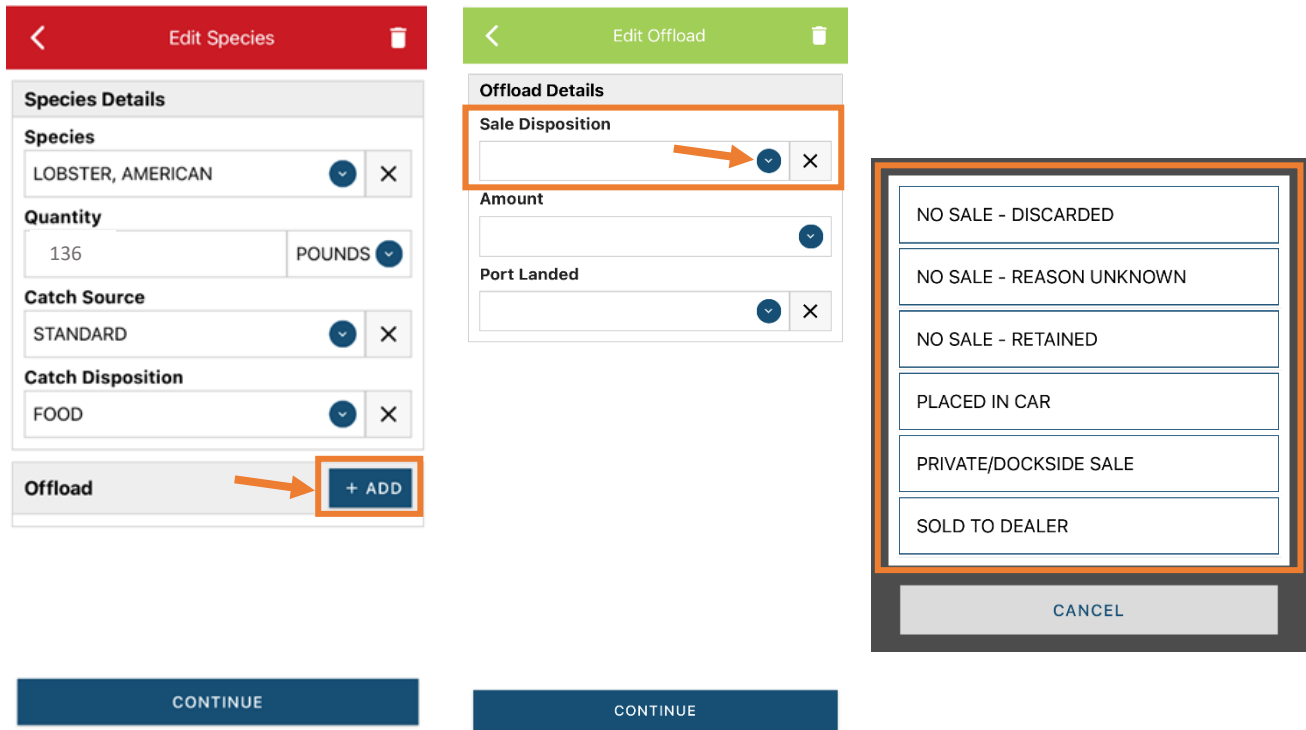 Edit Species
Species Details
Species
LOBSTER, AMERICAN
Quantity
136 POUNDS
Catch Source
STANDARD
Catch Disposition
FOOD
Offload + ADD
CONTINUE
Edit Offload
Offload Details
Sale Disposition
Amount
Port Landed
CONTINUE
NO SALE - DISCARDED
NO SALE - REASON UNKNOWN
NO SALE - RETAINED
PLACED IN CAR
PRIVATE/DOCKSIDE SALE
SOLD TO DEALER
CANCEL